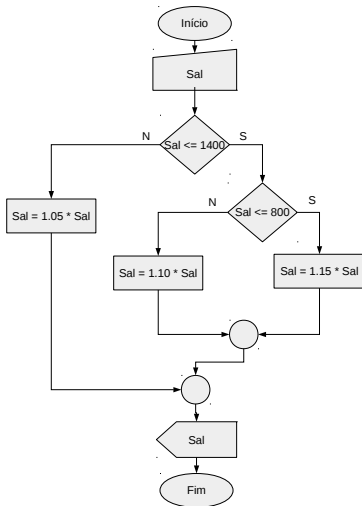 Início
Sal
Sal <= 1400
N
S
Sal <= 800
N
S
Sal = 1.05 * Sal
Sal = 1.10 * Sal
Sal = 1.15 * Sal
Sal
Fim